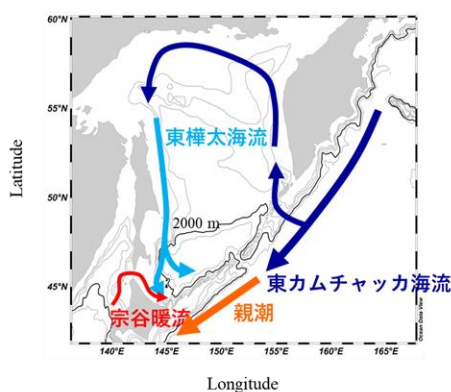 60°N
55°N
50°N
45°N
Latitude
東樺太海流
2000 m
東カムチャッカ海流
宗谷暖流
親潮
140°E
145°E
150°E
155°E
160°E
165°E
Ocean Data View
Longitude